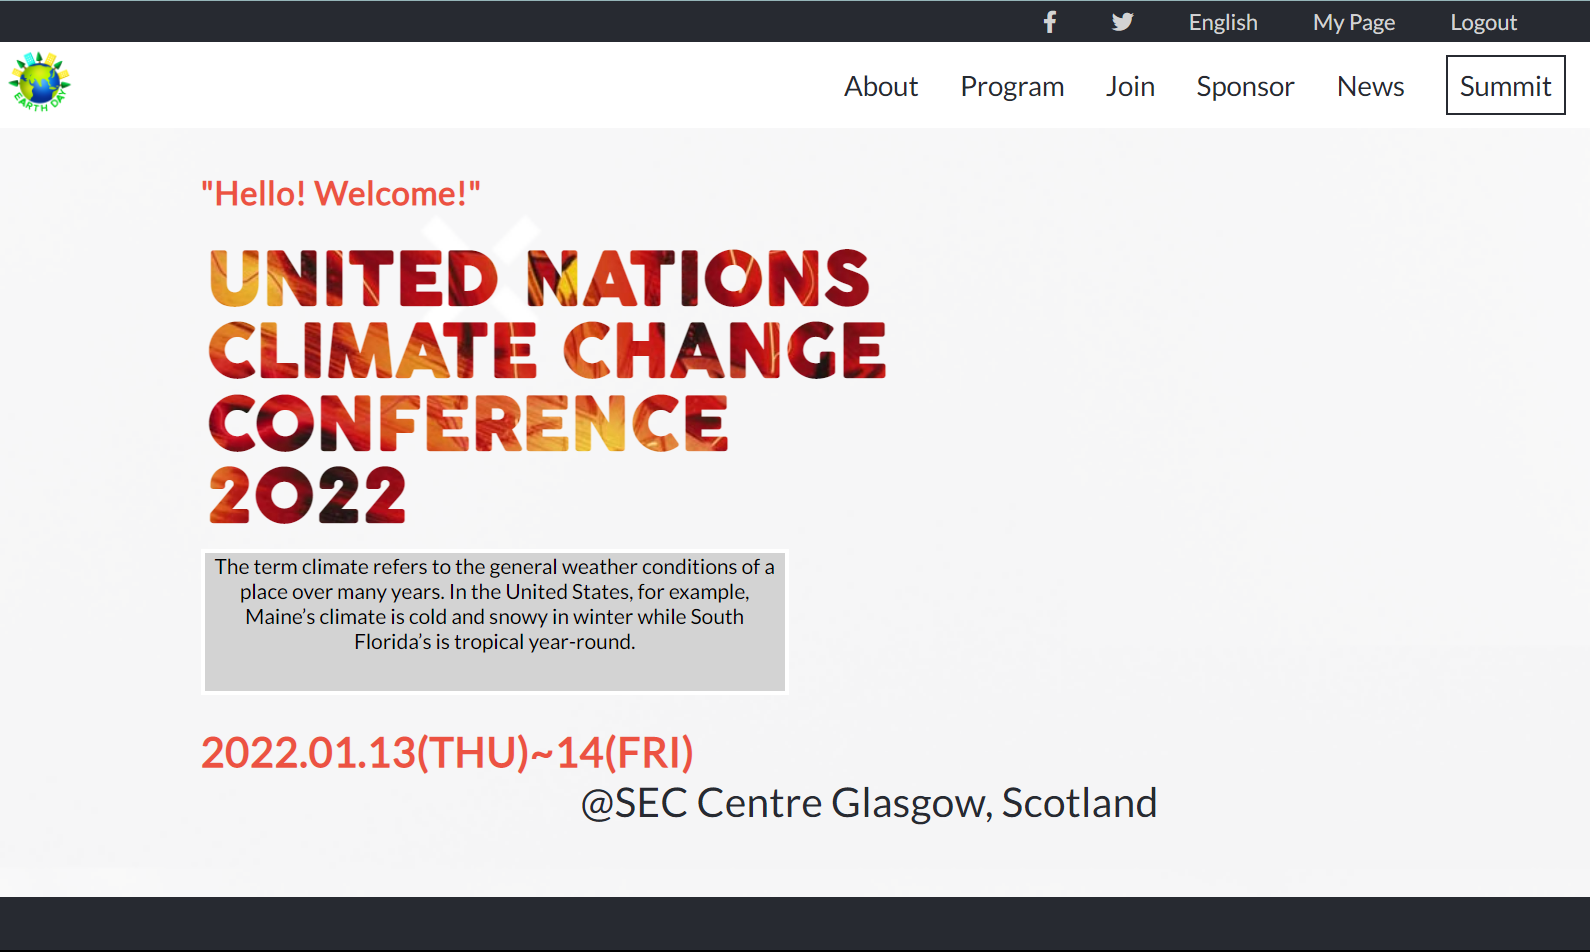 English My Page Logout
EARTH DAY
About Program Join Sponsor News Summit
"Hello! Welcome!"
UNITED NATIONS
CLIMATE CHANGE
CONFERENCE
2022
The term climate refers to the general weather conditions of a
place over many years. In the United States, for example,
Maine’s climate is cold and snowy in winter while South
Florida’s is tropical year-round.
2022.01.13(THU)~14(FRI)
@SEC Centre Glasgow, Scotland